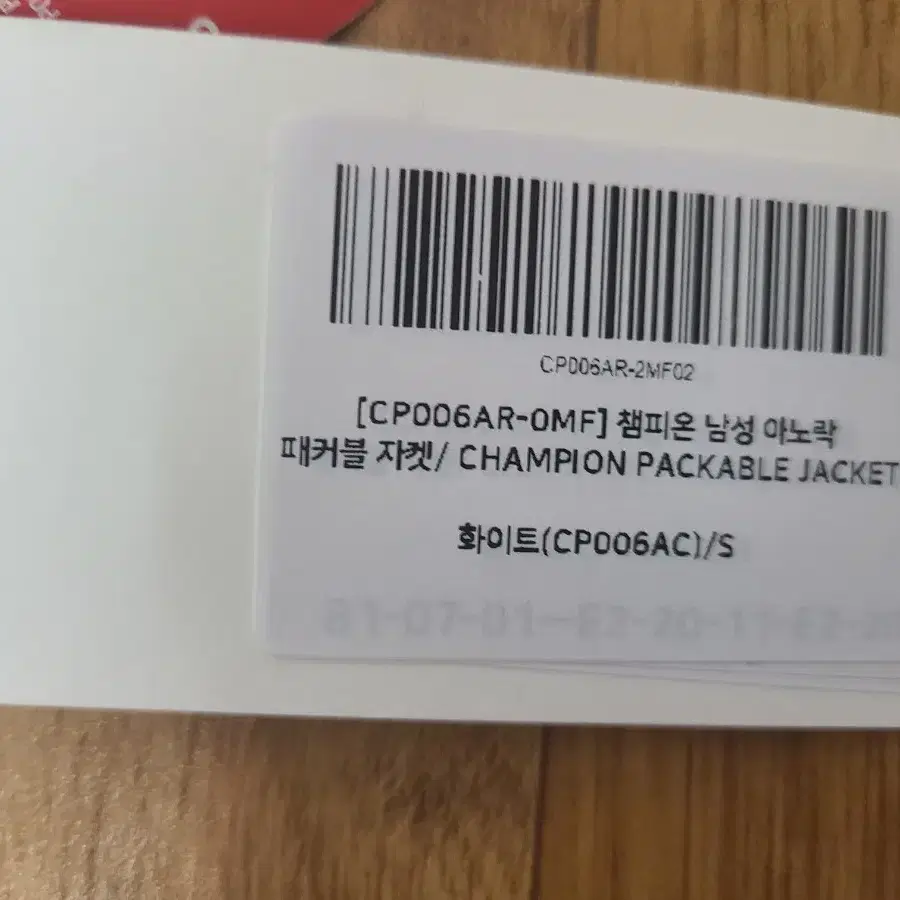 CP006AR-2MF02
[CP006AR-0MF] 챔피온 남성 아노락
패커블 자켓/ CHAMPION PACKABLE JACKET
화이트(CP006AC)/S